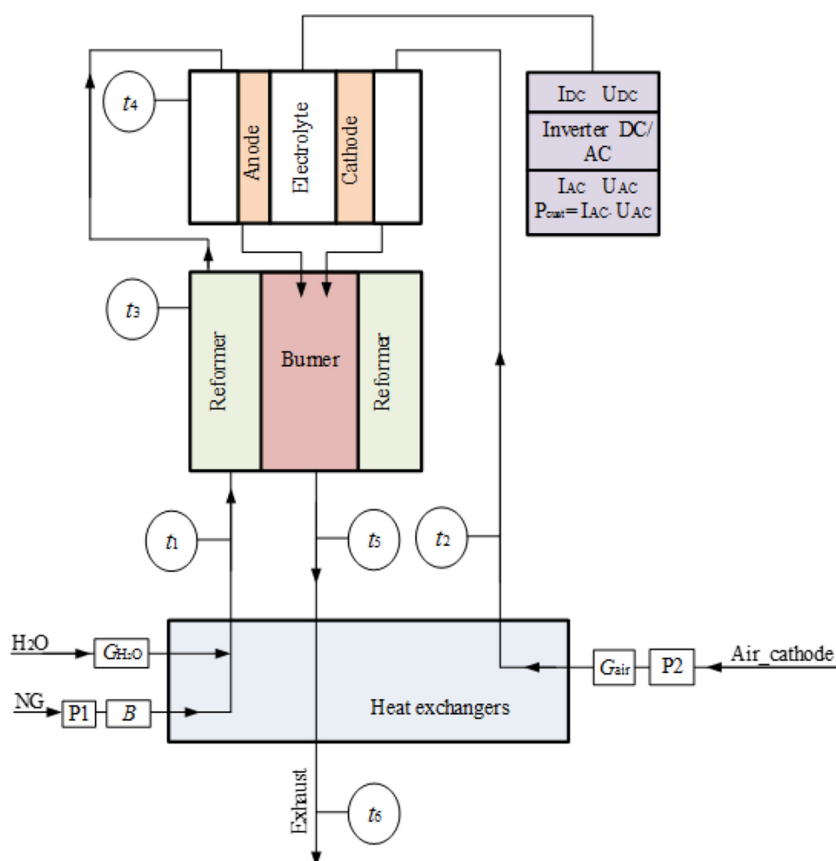 t4
Anode
Electrolyte
Cathode
IDC UDC
Inverter DC/
AC
IAC UAC
Pcust= IAC· UAC
t3
Reformer
Burner
Reformer
t1
t5
t2
H2O
GH2O
NG
P1
B
Heat exchangers
Gair
P2
Air_cathode
Exhaust
t6